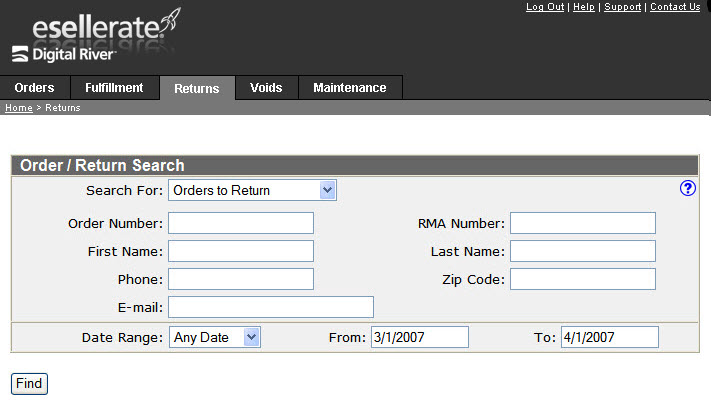 Log Out | Help | Support | Contact Us
esellerate.
Digital River
Orders Fulfillment Returns Voids Maintenance
Home > Returns
Order / Return Search
Search For: Orders to Return ?
Order Number: RMA Number:
First Name: Last Name:
Phone: Zip Code:
E-mail:
Date Range: Any Date From: 3/1/2007 To: 4/1/2007
Find